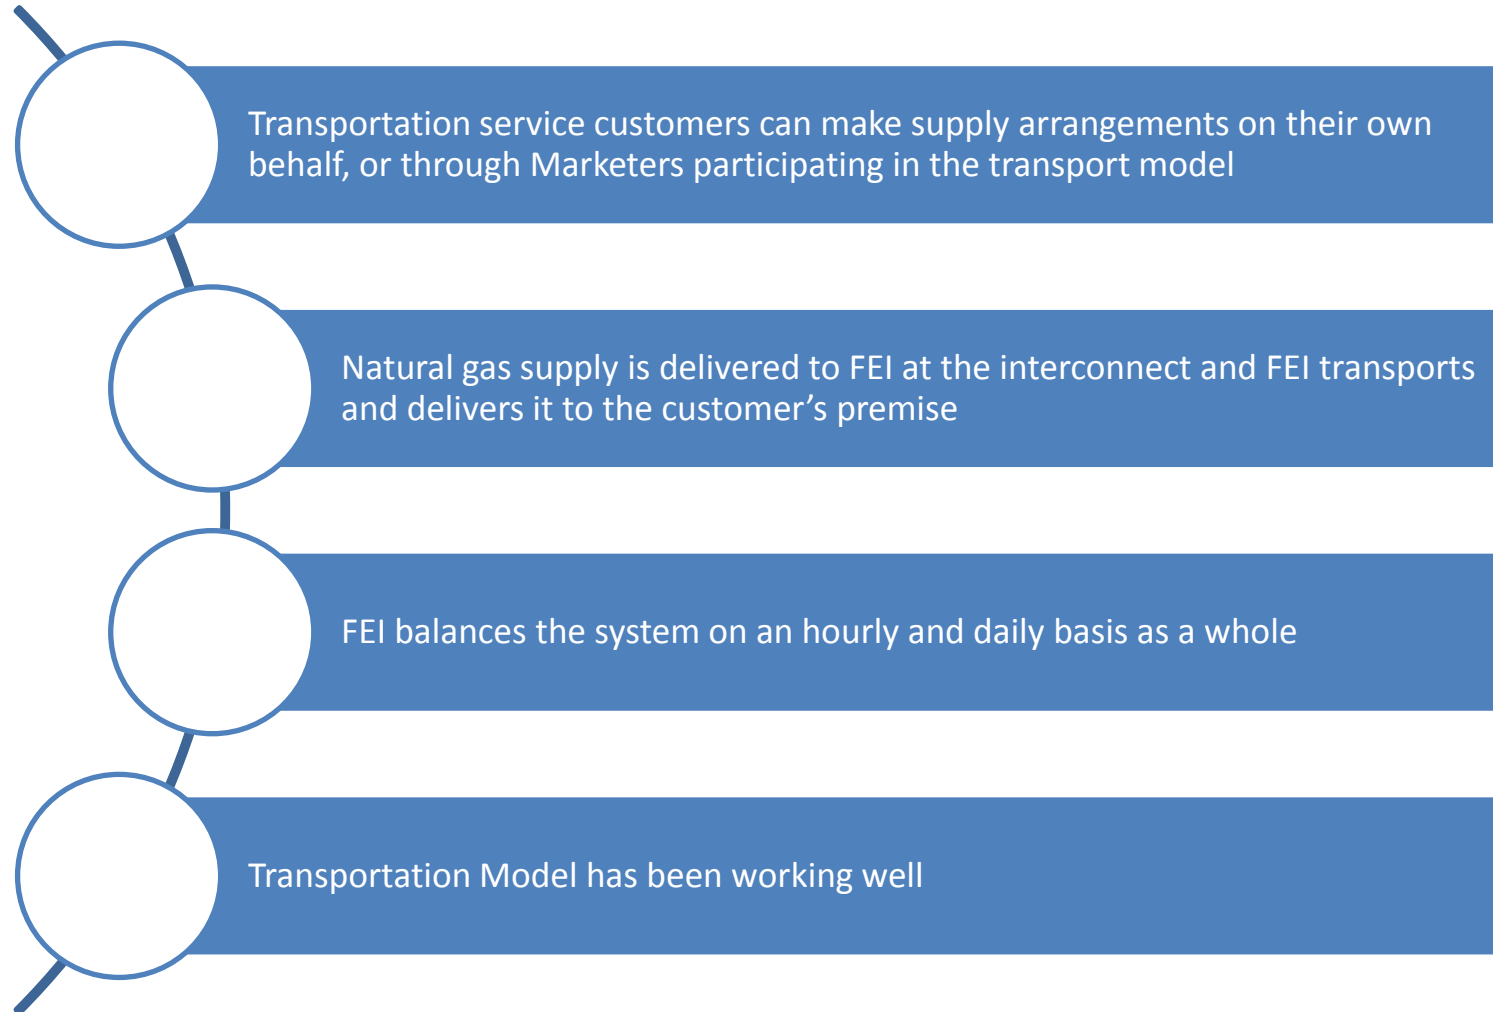 Transportation service customers can make supply arrangements on their own
behalf, or through Marketers participating in the transport model
Natural gas supply is delivered to FEI at the interconnect and FEI transports
and delivers it to the customer’s premise
FEI balances the system on an hourly and daily basis as a whole
Transportation Model has been working well